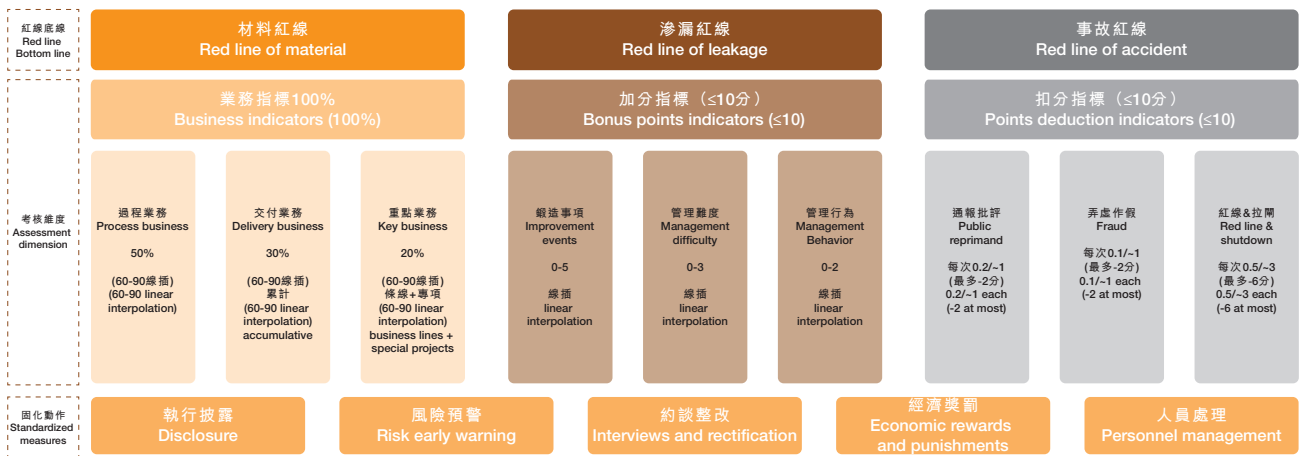 紅線底線
Red line
Bottom line
材料紅線
Red line of material
滲漏紅線
Red line of leakage
事故紅線
Red line of accident
考核維度
Assessment
dimension
業務指標100%
Business indicators (100%)
加分指標（≤10分）
Bonus points indicators (≤10)
扣分指標（≤10分）
Points deduction indicators (≤10)
過程業務
Process business
50%
(60-90線插)
(60-90 linear
interpolation)
交付業務
Delivery business
30%
(60-90線插)
累計
(60-90 linear
interpolation)
accumulative
重點業務
Key business
20%
(60-90線插)
條線+專項
(60-90 linear
interpolation)
business lines +
special projects
鍛造事項
Improvement
events
0-5
線插
linear
interpolation
管理難度
Management
difficulty
0-3
線插
linear
interpolation
管理行為
Management
Behavior
0-2
線插
linear
interpolation
通報批評
Public
reprimand
每次0.2/~1
(最多-2分)
0.2/~1 each
(-2 at most)
弄虛作假
Fraud
每次0.1/~1
(最多-2分)
0.1/~1 each
(-2 at most)
紅線&拉閘
Red line &
shutdown
每次0.5/~3
(最多-6分)
0.5/~3 each
(-6 at most)
固化動作
Standardized
measures
執行披露
Disclosure
風險預警
Risk early warning
約談整改
Interviews and rectification
經濟獎罰
Economic rewards
and punishments
人員處理
Personnel management